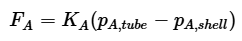 F_A = K_A(p_{A,tube} − p_{A,shell})